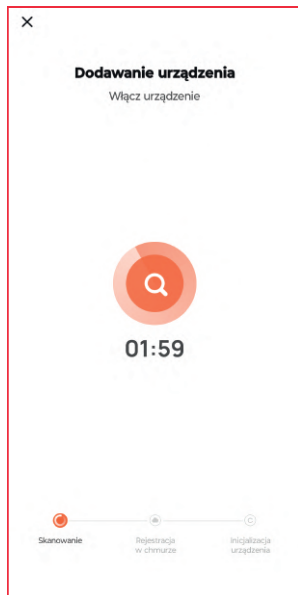 Dodawanie urządzenia
Włącz urządzenie
01:59
Skanowanie
Rejestracja
w chmurze
Inicjalizacja
urządzenia